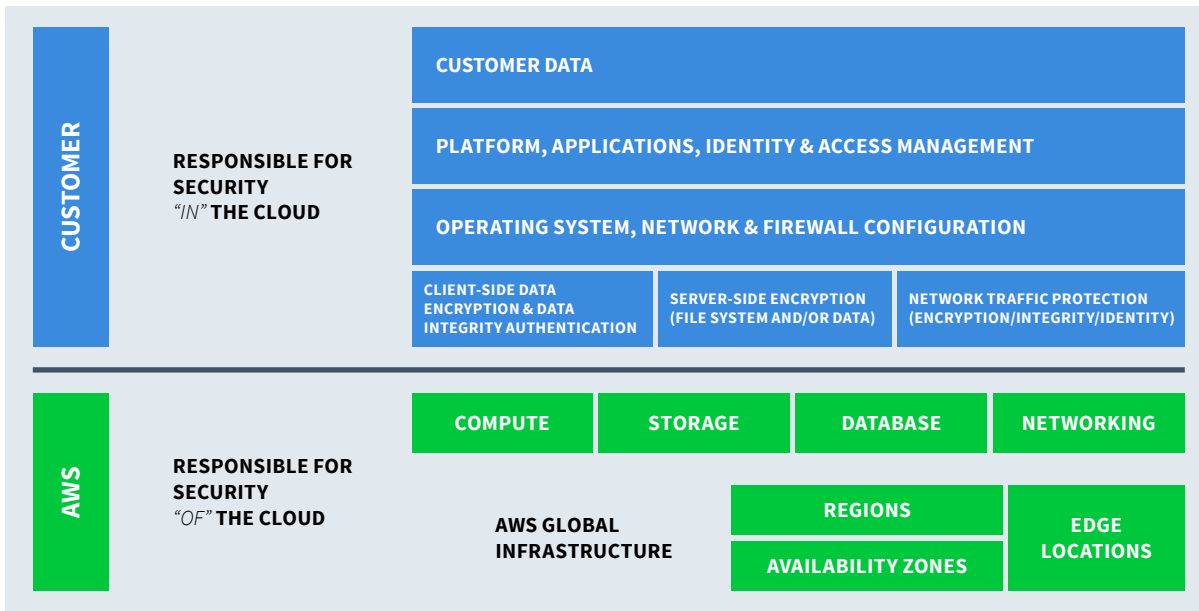 CUSTOMER
RESPONSIBLE FOR
SECURITY
“IN” THE CLOUD
CUSTOMER DATA
PLATFORM, APPLICATIONS, IDENTITY & ACCESS MANAGEMENT
OPERATING SYSTEM, NETWORK & FIREWALL CONFIGURATION
CLIENT-SIDE DATA
ENCRYPTION & DATA
INTEGRITY AUTHENTICATION
SERVER-SIDE ENCRYPTION
(FILE SYSTEM AND/OR DATA)
NETWORK TRAFFIC PROTECTION
(ENCRYPTION/INTEGRITY/IDENTITY)
AWS
RESPONSIBLE FOR
SECURITY
“OF” THE CLOUD
COMPUTE
STORAGE
DATABASE
NETWORKING
AWS GLOBAL
INFRASTRUCTURE
REGIONS
AVAILABILITY ZONES
EDGE
LOCATIONS